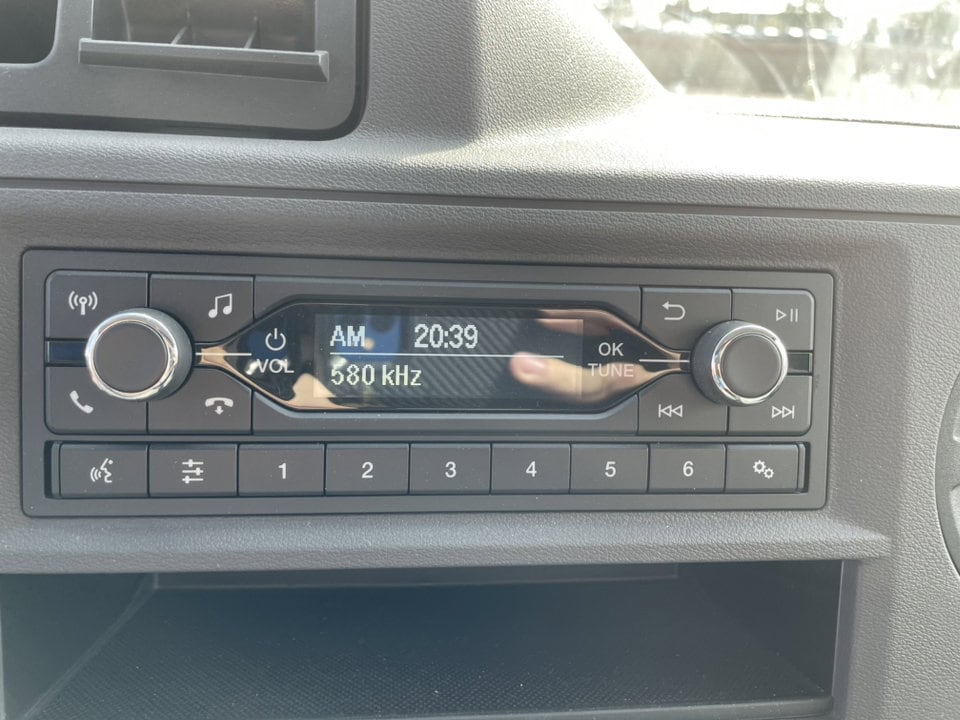 AM 20:39
580 kHz
VOL
OK
TUNE
1 2 3 4 5 6